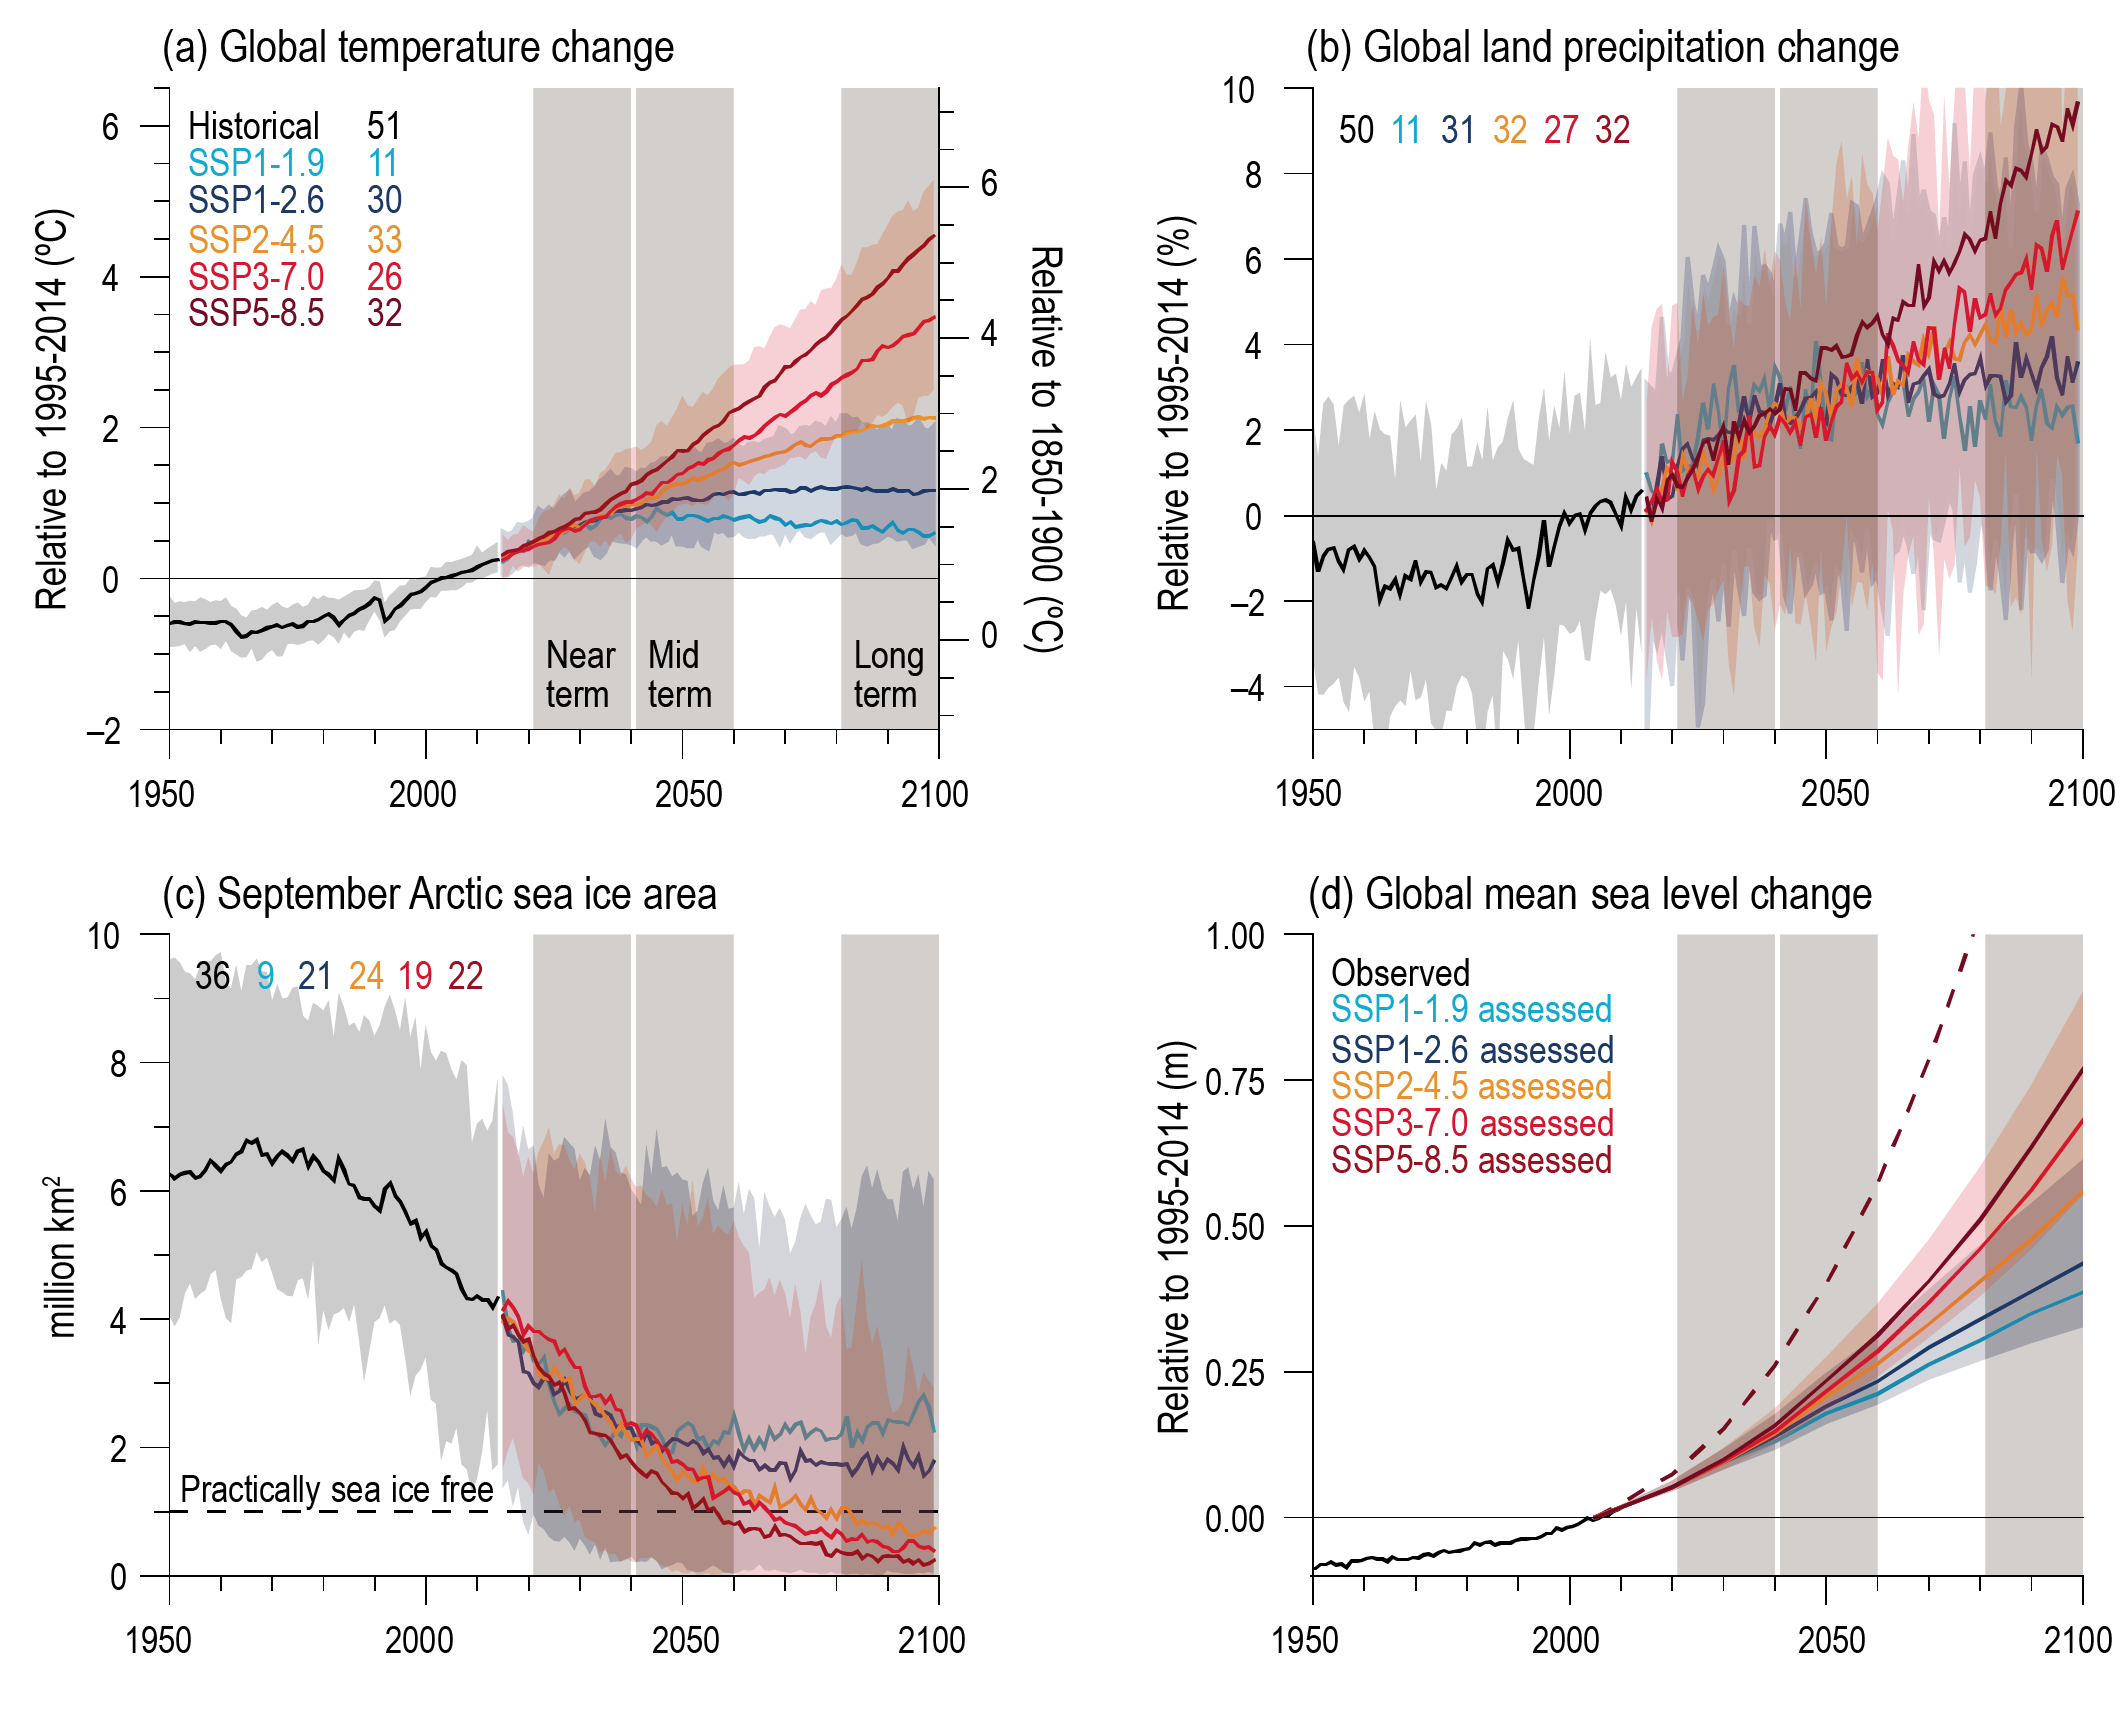 (a) Global temperature change
Historical 51
SSP1-1.9 11
SSP1-2.6 30
SSP2-4.5 33
SSP3-7.0 26
SSP5-8.5 32
6
4
2
0
–2
Relative to 1995-2014 (ºC)
6
4
2
0
Relative to 1850-1900 (ºC)
Near
term
Mid
term
Long
term
1950 2000 2050 2100
(b) Global land precipitation change
50 11 31 32 27 32
10
8
6
4
2
0
–2
–4
Relative to 1995-2014 (%)
1950 2000 2050 2100
(c) September Arctic sea ice area
36 9 21 24 19 22
10
8
6
4
2
0
million km²
Practically sea ice free
1950 2000 2050 2100
(d) Global mean sea level change
Observed
SSP1-1.9 assessed
SSP1-2.6 assessed
SSP2-4.5 assessed
SSP3-7.0 assessed
SSP5-8.5 assessed
1.00
0.75
0.50
0.25
0.00
Relative to 1995-2014 (m)
1950 2000 2050 2100